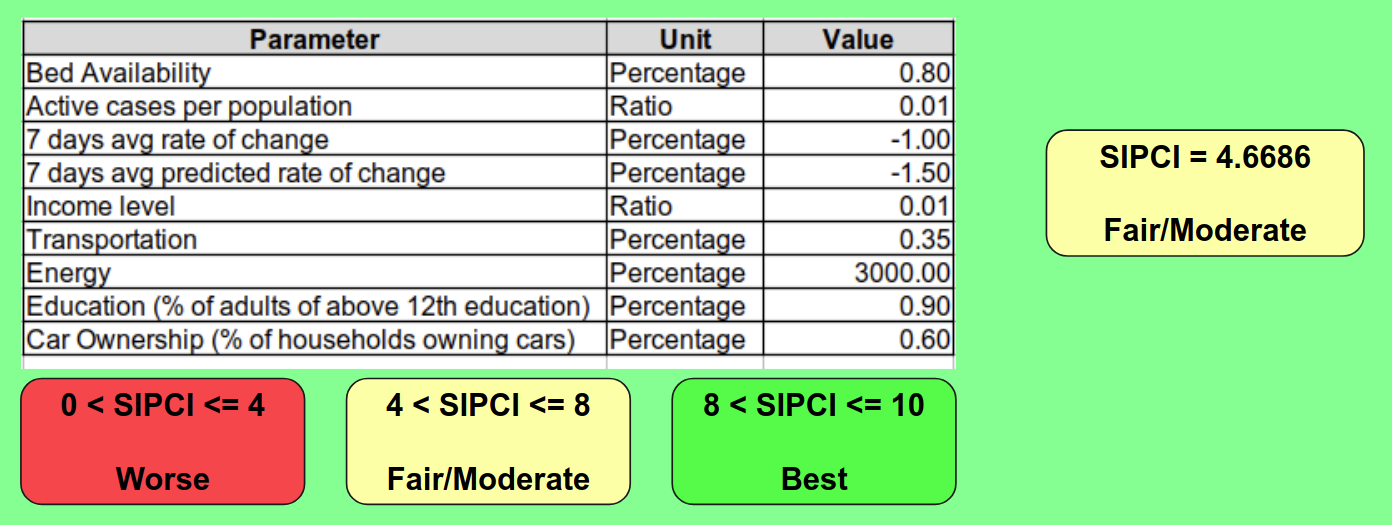 Parameter Unit Value
Bed Availability Percentage 0.80
Active cases per population Ratio 0.01
7 days avg rate of change Percentage -1.00
7 days avg predicted rate of change Percentage -1.50
Income level Ratio 0.01
Transportation Percentage 0.35
Energy Percentage 3000.00
Education (% of adults of above 12th education) Percentage 0.90
Car Ownership (% of households owning cars) Percentage 0.60
SIPCI = 4.6686
Fair/Moderate
0 < SIPCI <= 4
Worse
4 < SIPCI <= 8
Fair/Moderate
8 < SIPCI <= 10
Best